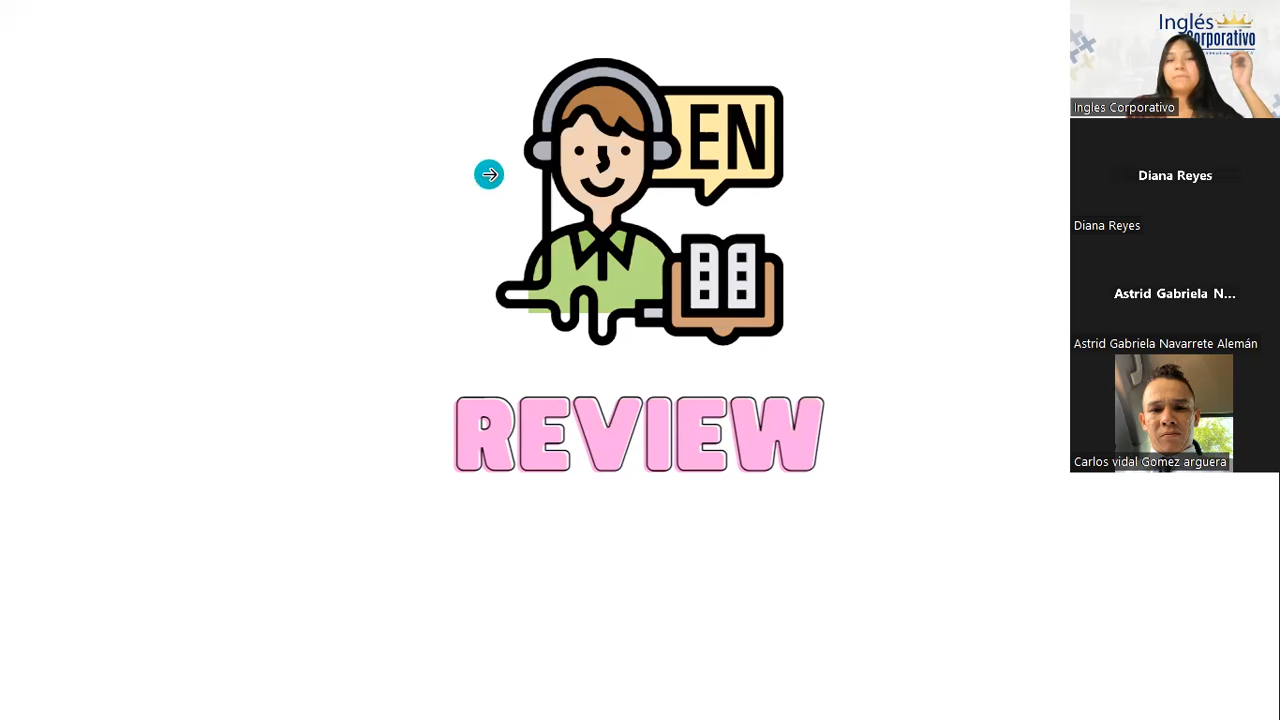 EN
REVIEW
Inglés
Corporativo
Ingles Corporativo
Diana Reyes
Diana Reyes
Astrid Gabriela N...
Astrid Gabriela Navarrete Alemán
Carlos vidal Gomez arguera